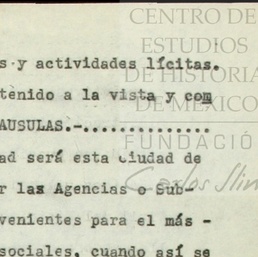 CENTRO DE
ESTUDIOS
DE HISTORIA
DE MÉXICO
FUNDACIÓ
Carlos Slim
s y actividades lícitas.
tenido a la vista y com
AUSULAS.-..............
ad será esta ciudad de
r las Agencias o Sub-
venientes para el más -
sociales, cuando así se